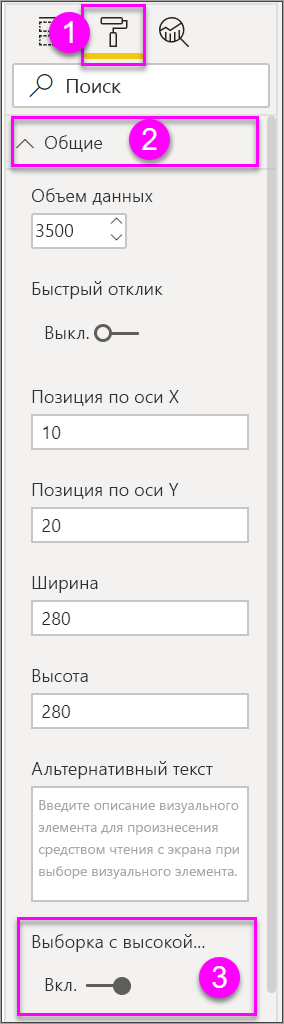 1
Поиск
Общие
2
Объем данных
3500
Быстрый отклик
Выкл.
Позиция по оси X
10
Позиция по оси Y
20
Ширина
280
Высота
280
Альтернативный текст
Введите описание визуального
элемента для произнесения
средством чтения с экрана при
выборе визуального элемента.
Выборка с высокой...
Вкл.
3